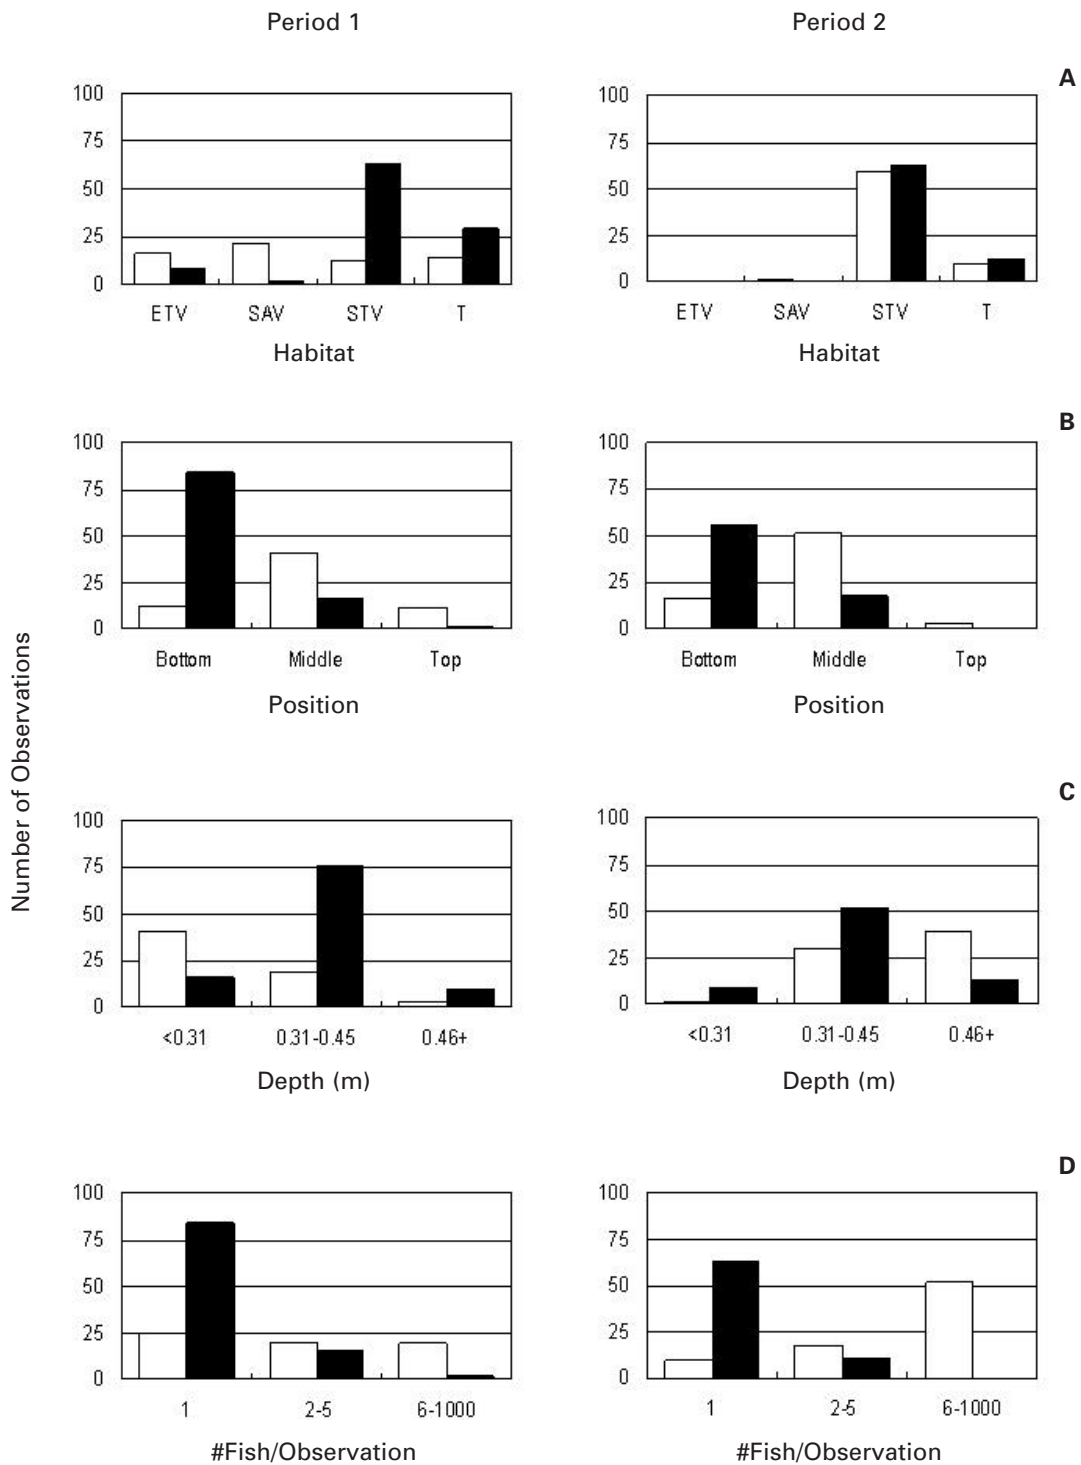 Period 1
Period 2
A
100
75
50
25
0
ETV SAV STV T
Habitat
100
75
50
25
0
ETV SAV STV T
Habitat
B
100
75
50
25
0
Bottom Middle Top
Position
100
75
50
25
0
Bottom Middle Top
Position
Number of Observations
C
100
75
50
25
0
<0.31 0.31-0.45 0.46+
Depth (m)
100
75
50
25
0
<0.31 0.31-0.45 0.46+
Depth (m)
D
100
75
50
25
0
1 2-5 6-1000
#Fish/Observation
100
75
50
25
0
1 2-5 6-1000
#Fish/Observation